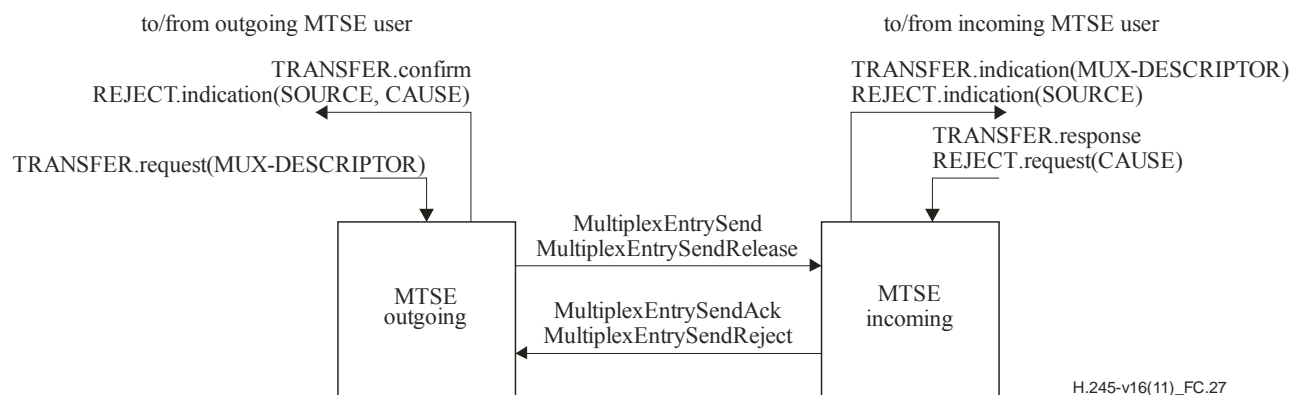 to/from outgoing MTSE user
to/from incoming MTSE user
TRANSFER.confirm
REJECT.indication(SOURCE, CAUSE)
TRANSFER.indication(MUX-DESCRIPTOR)
REJECT.indication(SOURCE)
TRANSFER.request(MUX-DESCRIPTOR)
TRANSFER.response
REJECT.request(CAUSE)
MultiplexEntrySend
MultiplexEntrySendRelease
MTSE
outgoing
MultiplexEntrySendAck
MultiplexEntrySendReject
MTSE
incoming
H.245-v16(11)_FC.27